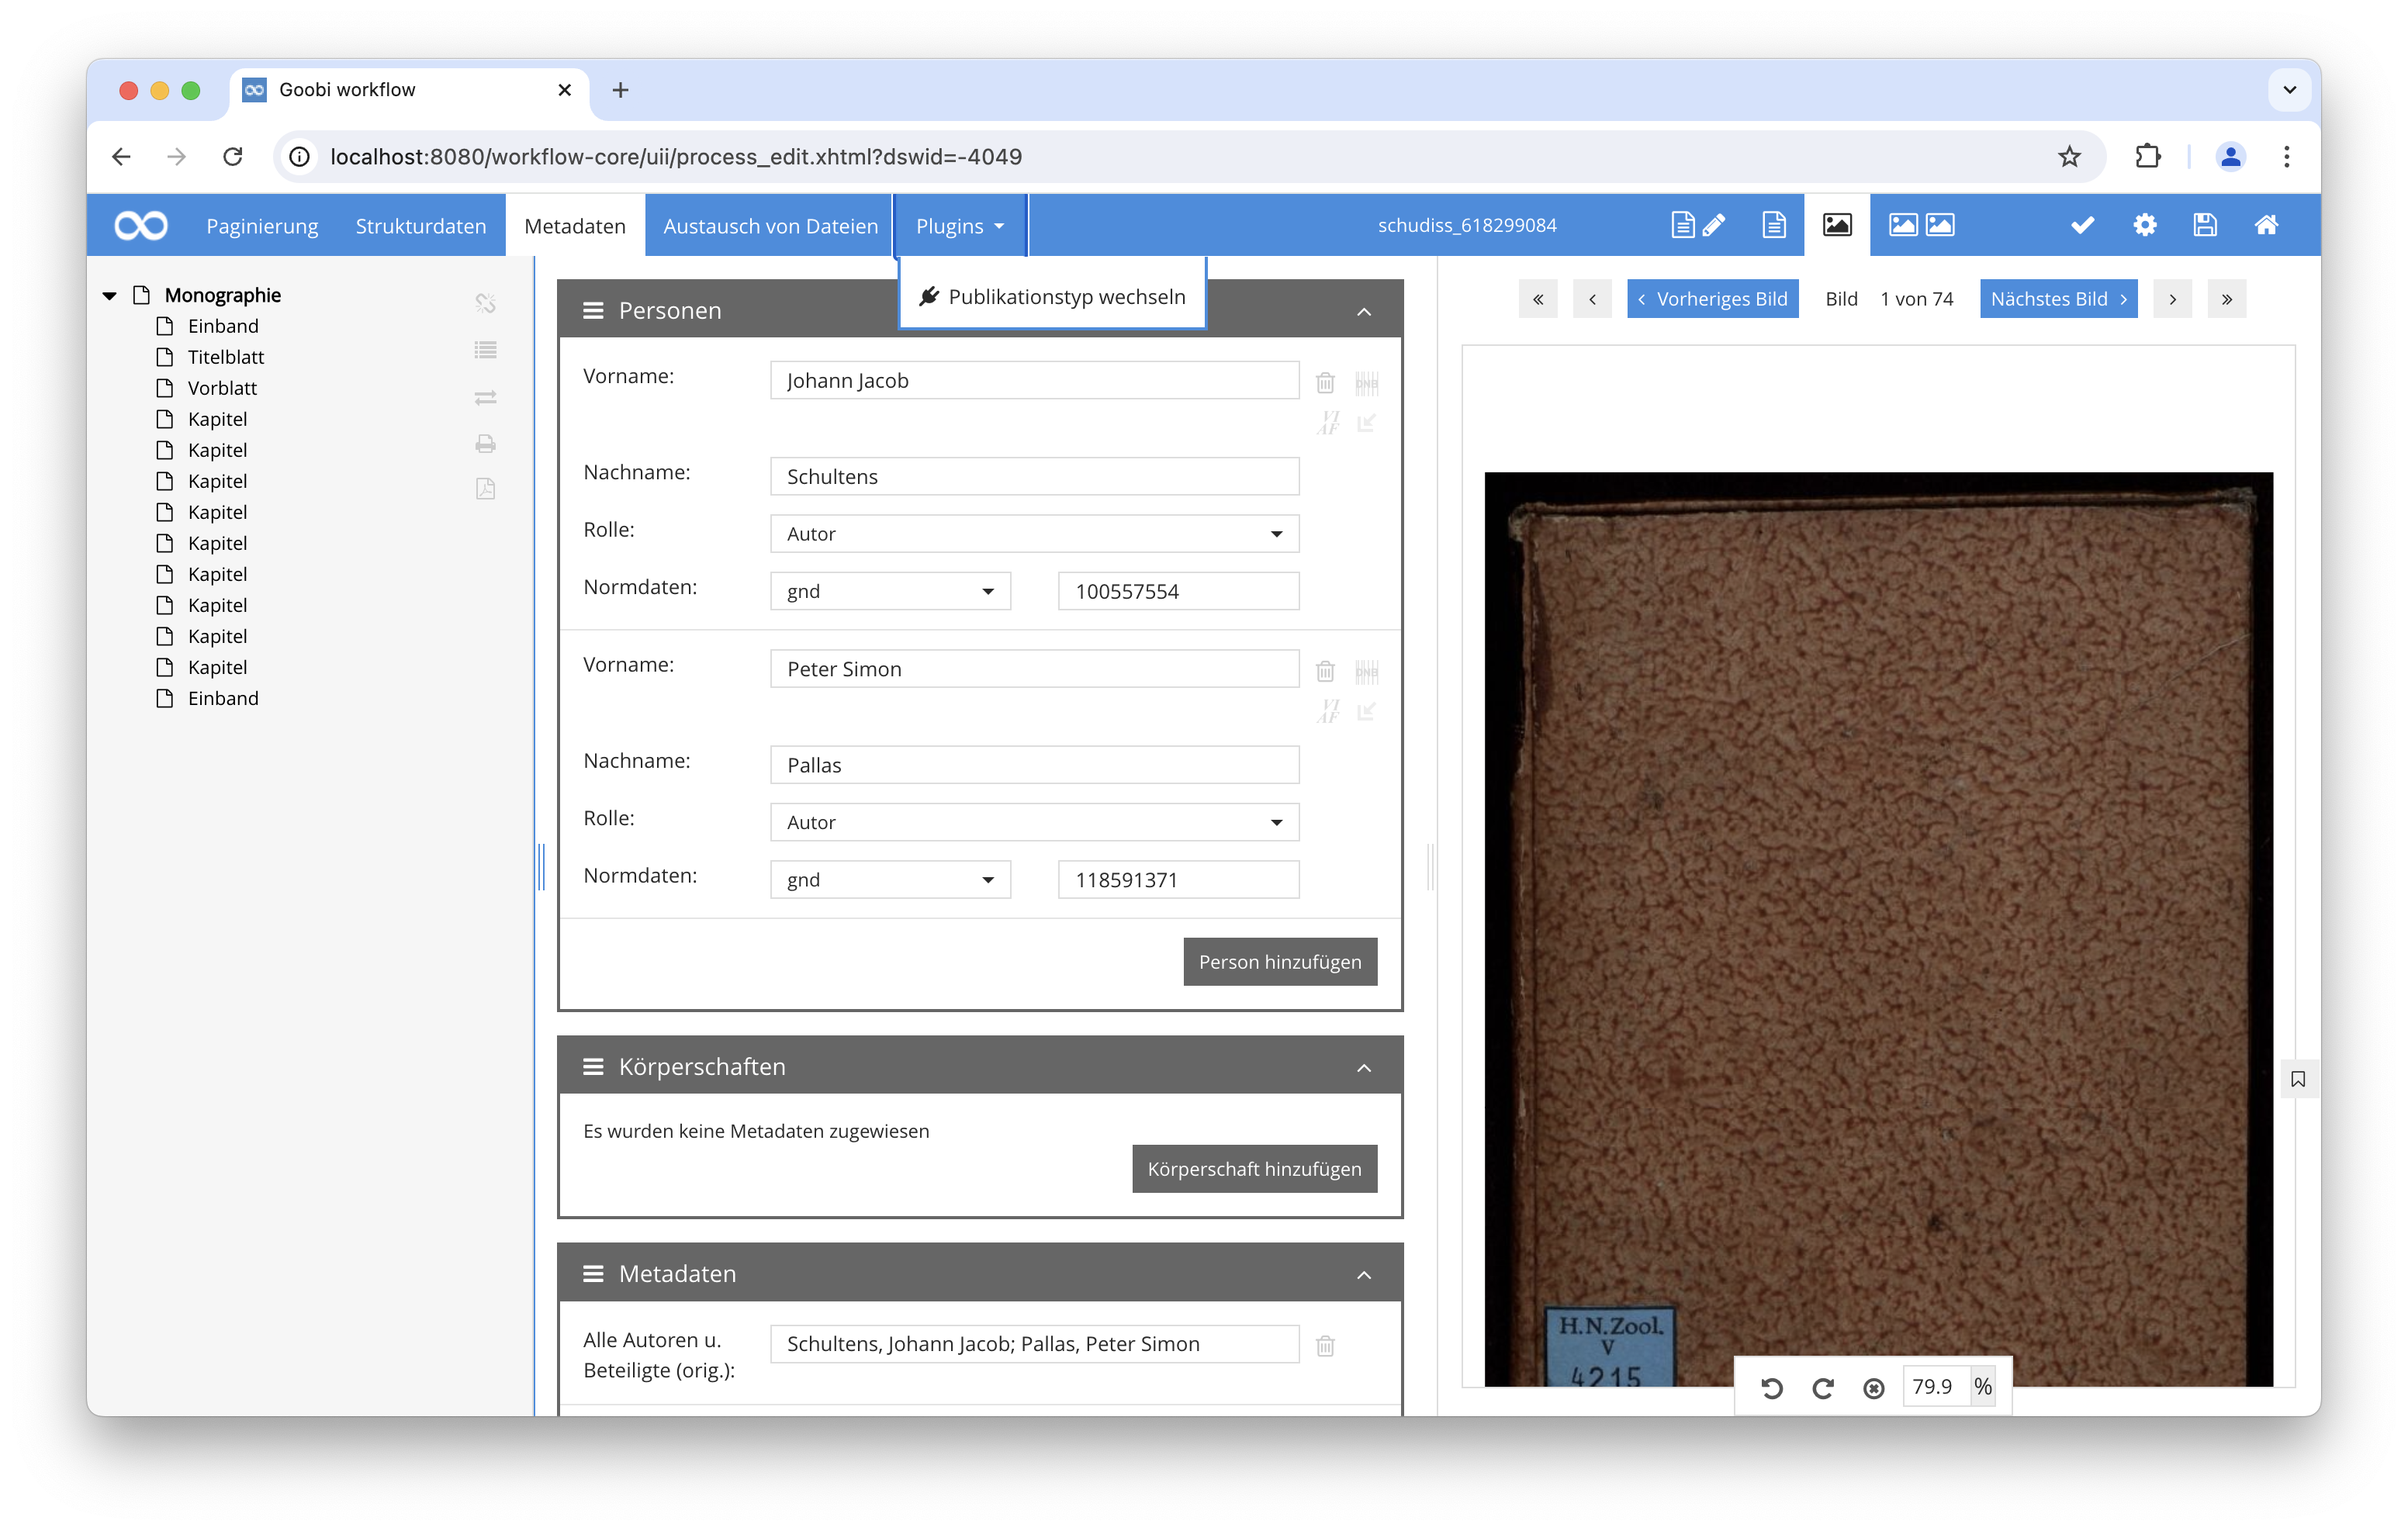 Goobi workflow
localhost:8080/workflow-core/uii/process_edit.xhtml?dswid=-4049
Paginierung
Strukturdaten
Metadaten
Austausch von Dateien
Plugins
schudiss_618299084
Publikationstyp wechseln
Monographie
Einband
Titelblatt
Vorblatt
Kapitel
Kapitel
Kapitel
Kapitel
Kapitel
Kapitel
Kapitel
Kapitel
Kapitel
Einband
Personen
Vorname: Johann Jacob
DNB
VIAF
Nachname: Schultens
Rolle: Autor
Normdaten: gnd 100557554
Vorname: Peter Simon
DNB
VIAF
Nachname: Pallas
Rolle: Autor
Normdaten: gnd 118591371
Person hinzufügen
Körperschaften
Es wurden keine Metadaten zugewiesen
Körperschaft hinzufügen
Metadaten
Alle Autoren u. Schultens, Johann Jacob; Pallas, Peter Simon
Beteiligte (orig.):
« ‹ ‹ Vorheriges Bild Bild 1 von 74 Nächstes Bild › › »
H.N.Zool.
V
4215
79.9 %